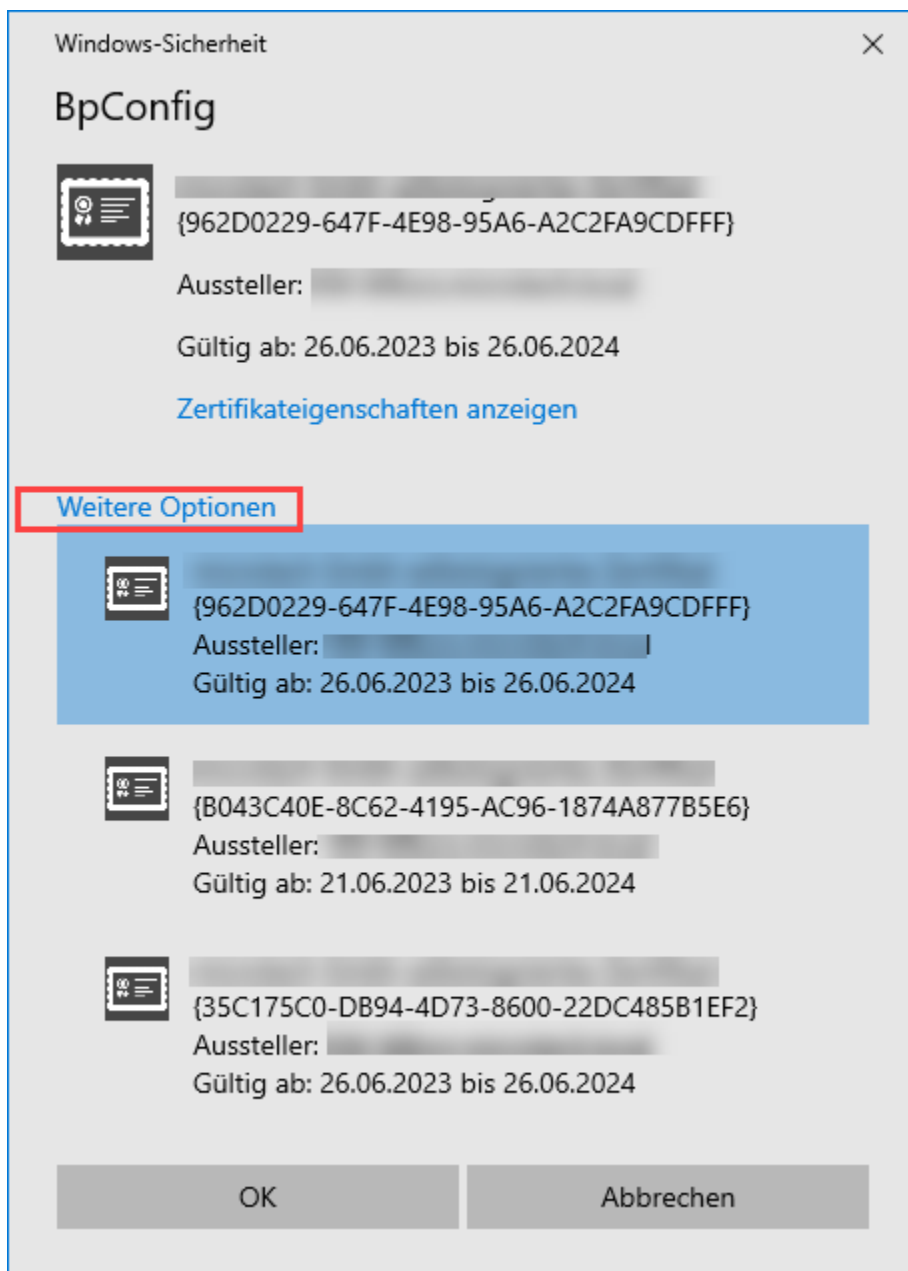 Windows-Sicherheit
BpConfig
{962D0229-647F-4E98-95A6-A2C2FA9CDFFF}
Aussteller:
Gültig ab: 26.06.2023 bis 26.06.2024
Zertifikateigenschaften anzeigen
Weitere Optionen
{962D0229-647F-4E98-95A6-A2C2FA9CDFFF}
Aussteller:
Gültig ab: 26.06.2023 bis 26.06.2024
{B043C40E-8C62-4195-AC96-1874A877B5E6}
Aussteller:
Gültig ab: 21.06.2023 bis 21.06.2024
{35C175C0-DB94-4D73-8600-22DC485B1EF2}
Aussteller:
Gültig ab: 26.06.2023 bis 26.06.2024
OK
Abbrechen